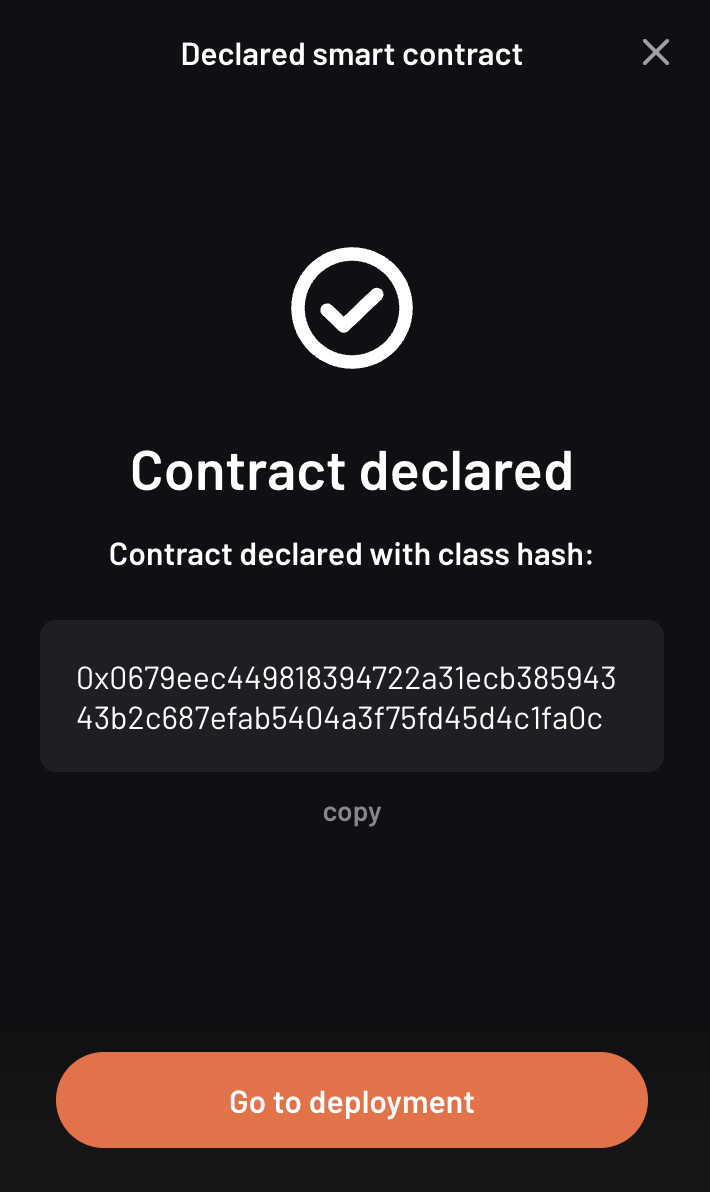 Declared smart contract
Contract declared
Contract declared with class hash:
0x0679eec449818394722a31ecb385943
43b2c687efab5404a3f75fd45d4c1fa0c
copy
Go to deployment